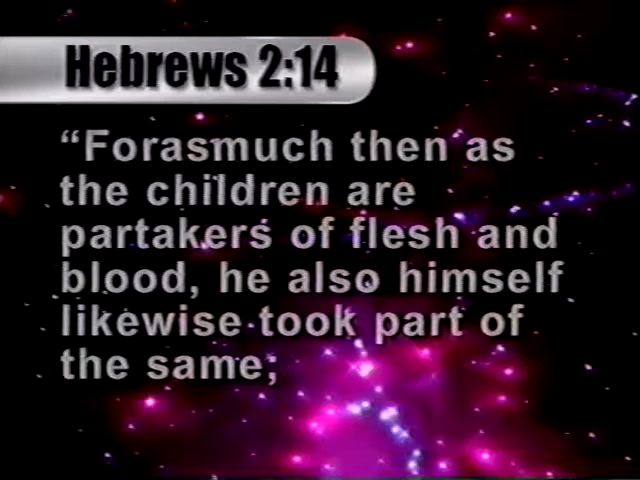 Hebrews 2:14
“Forasmuch then as
the children are
partakers of flesh and
blood, he also himself
likewise took part of
the same;